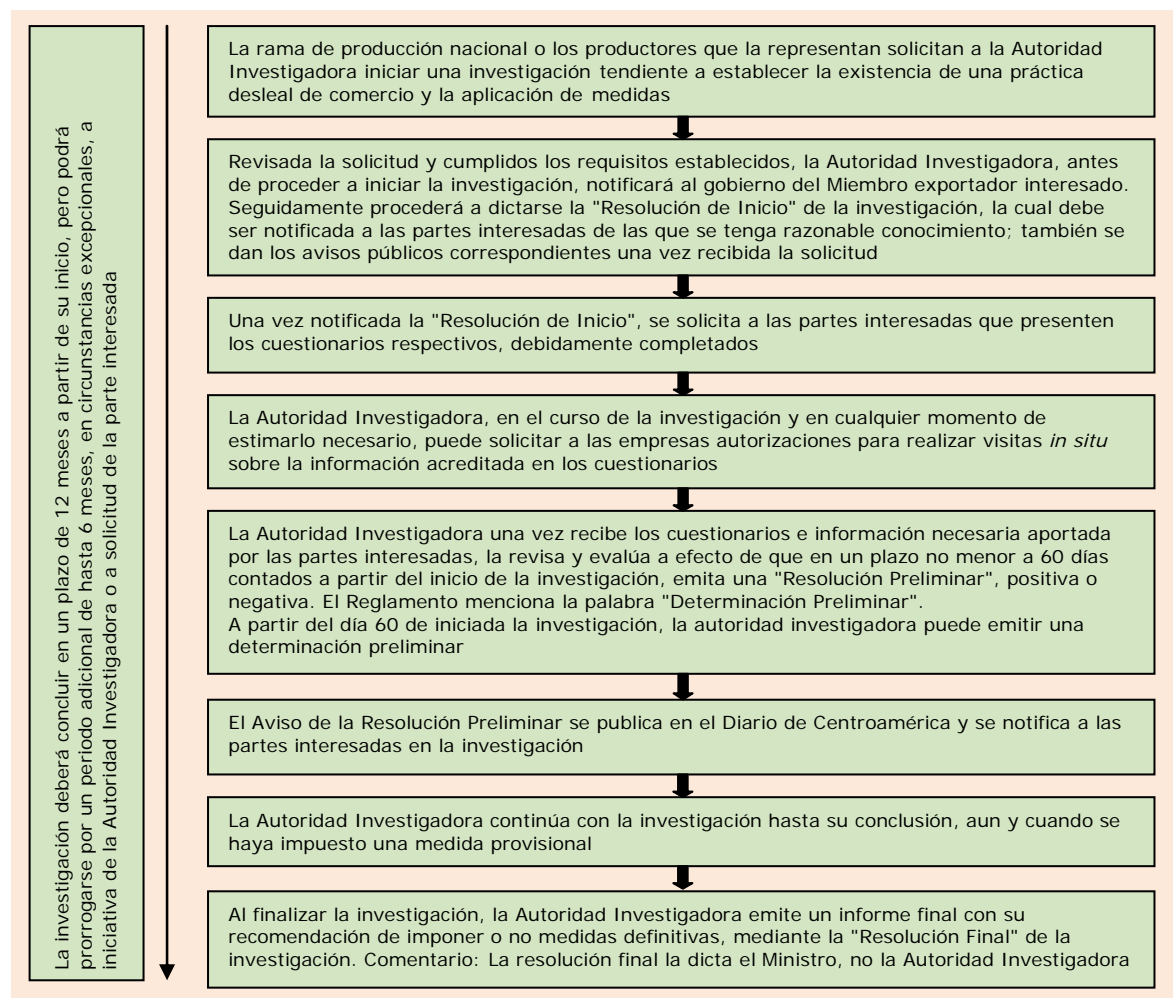 La investigación deberá concluir en un plazo de 12 meses a partir de su inicio, pero podrá
prorrogarse por un periodo adicional de hasta 6 meses, en circunstancias excepcionales, a
iniciativa de la Autoridad Investigadora o a solicitud de la parte interesada
La rama de producción nacional o los productores que la representan solicitan a la Autoridad
Investigadora iniciar una investigación tendiente a establecer la existencia de una práctica
desleal de comercio y la aplicación de medidas
Revisada la solicitud y cumplidos los requisitos establecidos, la Autoridad Investigadora, antes
de proceder a iniciar la investigación, notificará al gobierno del Miembro exportador interesado.
Seguidamente procederá a dictarse la "Resolución de Inicio" de la investigación, la cual debe
ser notificada a las partes interesadas de las que se tenga razonable conocimiento; también se
dan los avisos públicos correspondientes una vez recibida la solicitud
Una vez notificada la "Resolución de Inicio", se solicita a las partes interesadas que presenten
los cuestionarios respectivos, debidamente completados
La Autoridad Investigadora, en el curso de la investigación y en cualquier momento de
estimarlo necesario, puede solicitar a las empresas autorizaciones para realizar visitas in situ
sobre la información acreditada en los cuestionarios
La Autoridad Investigadora una vez recibe los cuestionarios e información necesaria aportada
por las partes interesadas, la revisa y evalúa a efecto de que en un plazo no menor a 60 días
contados a partir del inicio de la investigación, emita una "Resolución Preliminar", positiva o
negativa. El Reglamento menciona la palabra "Determinación Preliminar".
A partir del día 60 de iniciada la investigación, la autoridad investigadora puede emitir una
determinación preliminar
El Aviso de la Resolución Preliminar se publica en el Diario de Centroamérica y se notifica a las
partes interesadas en la investigación
La Autoridad Investigadora continúa con la investigación hasta su conclusión, aun y cuando se
haya impuesto una medida provisional
Al finalizar la investigación, la Autoridad Investigadora emite un informe final con su
recomendación de imponer o no medidas definitivas, mediante la "Resolución Final" de la
investigación. Comentario: La resolución final la dicta el Ministro, no la Autoridad Investigadora